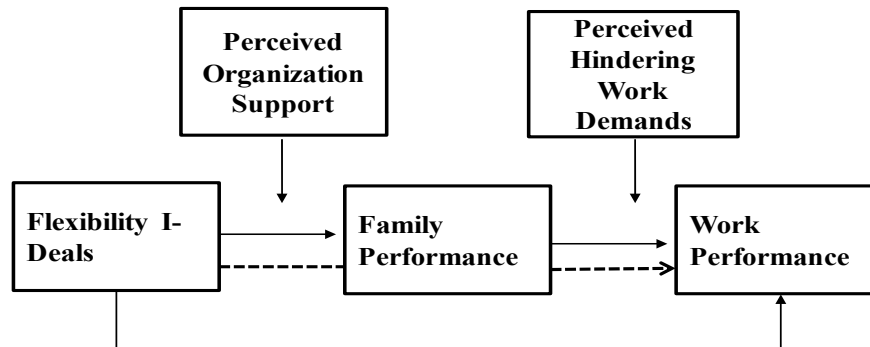 Perceived
Organization
Support
Perceived
Hindering
Work
Demands
Flexibility I-
Deals
Family
Performance
Work
Performance